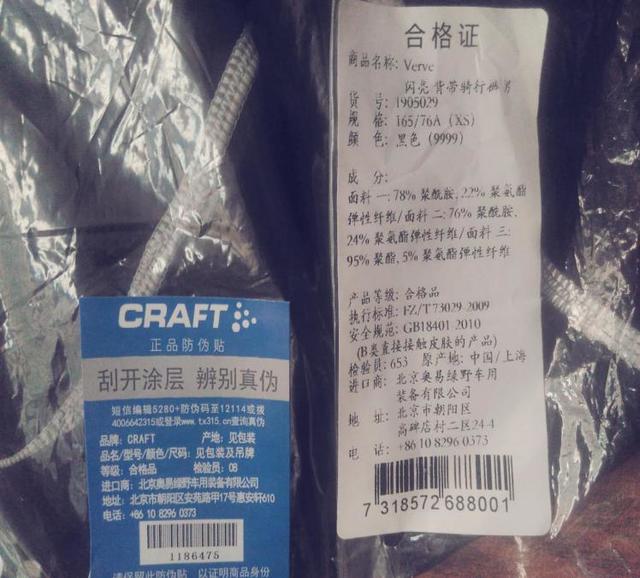 CRAFT
正品防伪贴
刮开涂层 辨别真伪
短信编辑5280+防伪码至12114或拨
4006642315或登录www.tx315.cn查询真伪
品牌: CRAFT 产地: 见包装
品名/型号/颜色/尺码: 见包装及吊牌
等级: 合格品 检验员: 08
进口商: 北京奥易绿野车用装备有限公司
地址: 北京市朝阳区安苑路甲17号惠安轩610
电话: +86 10 8296 0373
1186475
请保留此防伪贴 以证明商品身份
合格证
商品名称: Verve
闪亮 背带骑行 男
货 号: 1905029
规 格: 165/76A (XS)
颜 色: 黑色 (9999)
成 分:
面料 一: 78% 聚酰胺, 22% 聚氨酯
弹性纤维/面料 二: 76% 聚酰胺,
24% 聚氨酯弹性纤维/面料 三:
95% 聚酯, 5% 聚氨酯弹性纤维
产品等级: 合格品
执行标准: FZ/T73029-2009
安全规范: GB18401-2010
(B类直接接触皮肤的产品)
检验员: 653 原产地: 中国/上海
进口商: 北京奥易绿野车用
装备有限公司
地 址: 北京市朝阳区
高碑店村二区24-4
电 话: +86 10 8296 0373
7 318572 688001